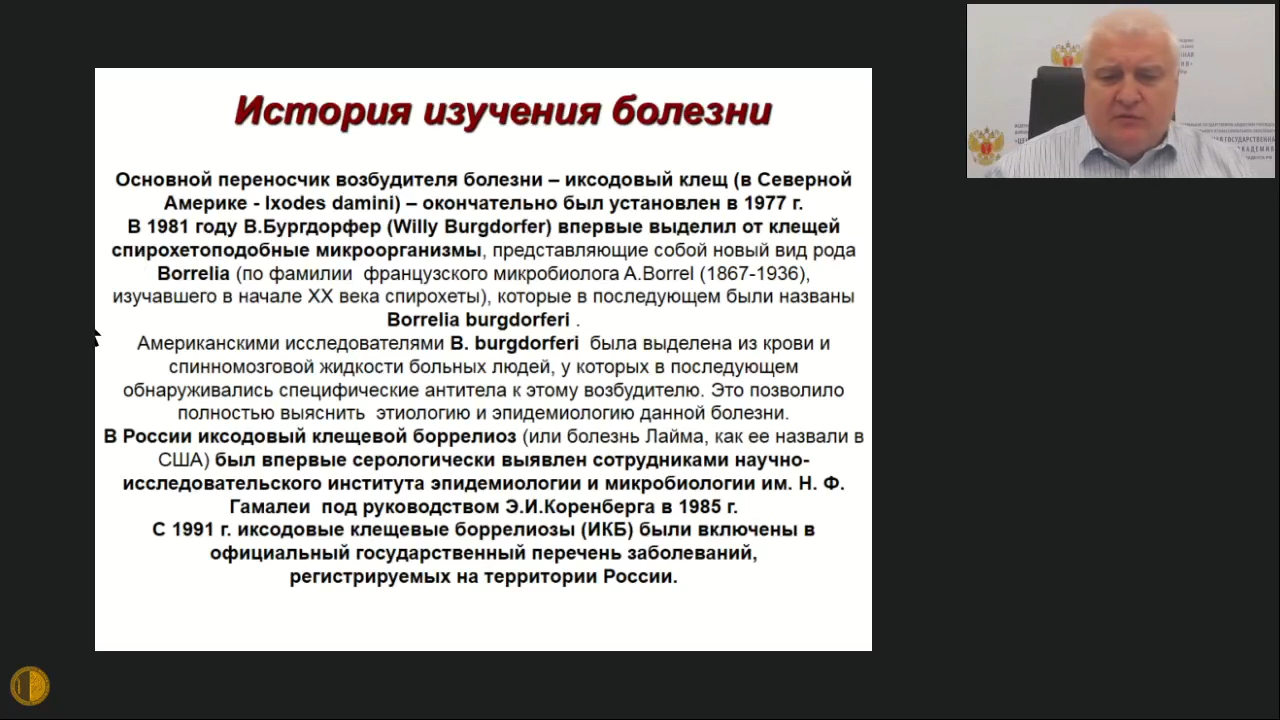 История изучения болезни
Основной переносчик возбудителя болезни – иксодовый клещ (в Северной
Америке - Ixodes damini) – окончательно был установлен в 1977 г.
В 1981 году В.Бургдорфер (Willy Burgdorfer) впервые выделил от клещей
спирохетоподобные микроорганизмы, представляющие собой новый вид рода
Borrelia (по фамилии французского микробиолога A.Borrel (1867-1936),
изучавшего в начале XX века спирохеты), которые в последующем были названы
Borrelia burgdorferi .
Американскими исследователями B. burgdorferi была выделена из крови и
спинномозговой жидкости больных людей, у которых в последующем
обнаруживались специфические антитела к этому возбудителю. Это позволило
полностью выяснить этиологию и эпидемиологию данной болезни.
В России иксодовый клещевой боррелиоз (или болезнь Лайма, как ее назвали в
США) был впервые серологически выявлен сотрудниками научно-
исследовательского института эпидемиологии и микробиологии им. Н. Ф.
Гамалеи под руководством Э.И.Коренберга в 1985 г.
С 1991 г. иксодовые клещевые боррелиозы (ИКБ) были включены в
официальный государственный перечень заболеваний,
регистрируемых на территории России.